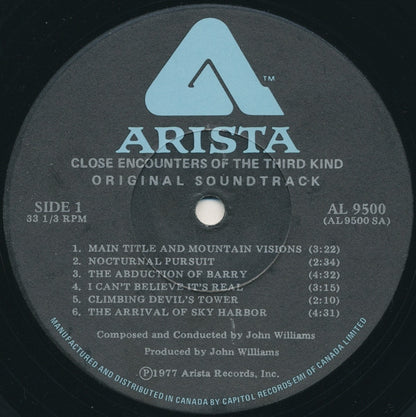 TM
ARISTA
CLOSE ENCOUNTERS OF THE THIRD KIND
ORIGINAL SOUNDTRACK
SIDE 1
33 1/3 RPM
AL 9500
(AL 9500 SA)
1. MAIN TITLE AND MOUNTAIN VISIONS (3:22)
2. NOCTURNAL PURSUIT (2:34)
3. THE ABDUCTION OF BARRY (4:32)
4. I CAN'T BELIEVE IT'S REAL (3:15)
5. CLIMBING DEVIL'S TOWER (2:10)
6. THE ARRIVAL OF SKY HARBOR (4:31)
Composed and Conducted by John Williams
Produced by John Williams
Ⓟ1977 Arista Records, Inc.
MANUFACTURED AND DISTRIBUTED IN CANADA BY CAPITOL RECORDS EMI OF CANADA LIMITED